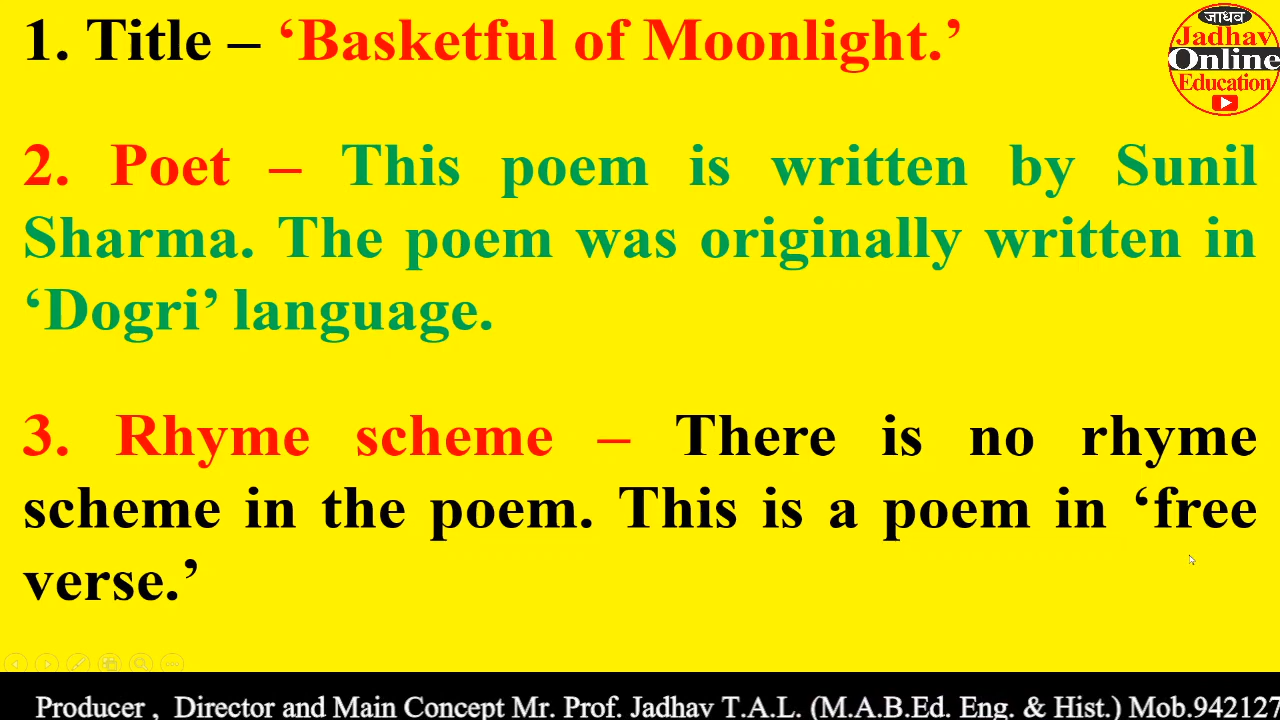 1. Title – ‘Basketful of Moonlight.’
जाधव
Jadhav
Online
Education
2. Poet – This poem is written by Sunil
Sharma. The poem was originally written in
‘Dogri’ language.
3. Rhyme scheme – There is no rhyme
scheme in the poem. This is a poem in ‘free
verse.’
Producer , Director and Main Concept Mr. Prof. Jadhav T.A.L. (M.A.B.Ed. Eng. & Hist.) Mob.942127